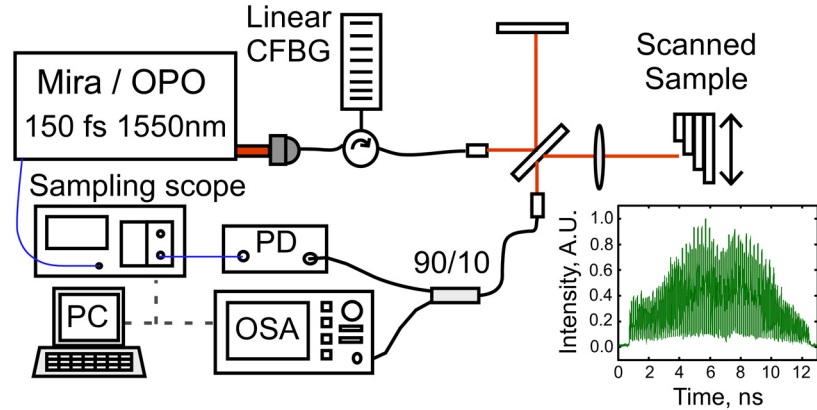 Linear
CFBG
Scanned
Sample
Mira / OPO
150 fs 1550nm
Sampling scope
PD
90/10
PC
OSA
Intensity, A.U.
1.0
0.8
0.6
0.4
0.2
0.0
0 2 4 6 8 10 12
Time, ns